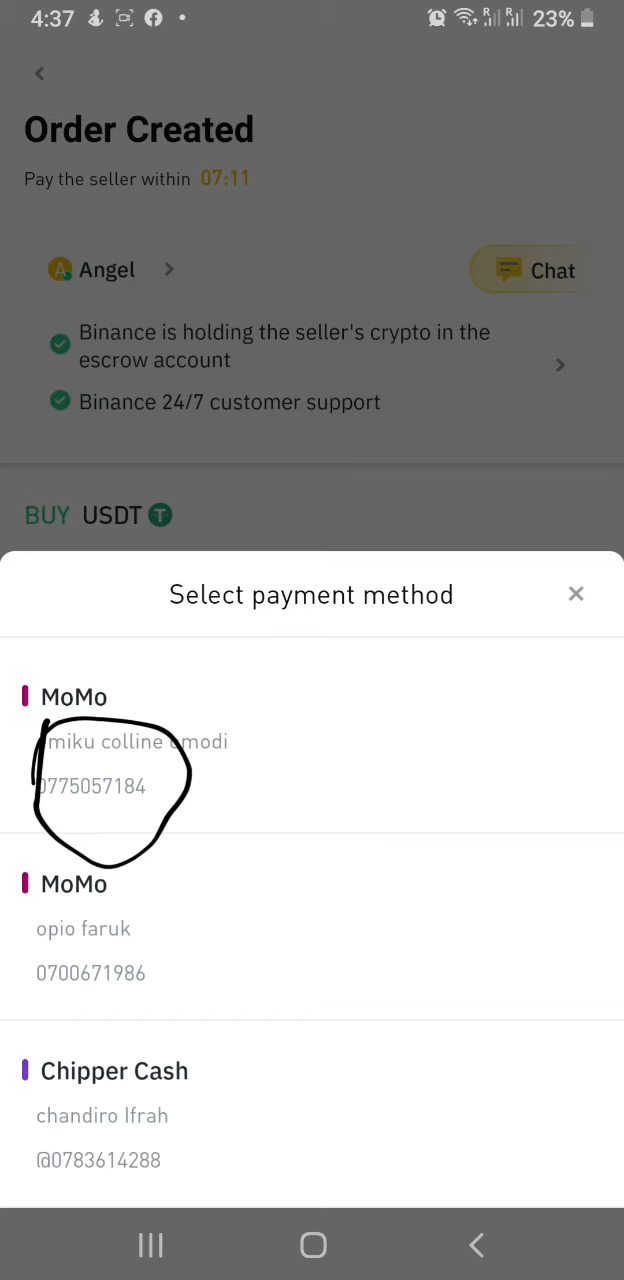 4:37
R R 23%
Order Created
Pay the seller within 07:11
A Angel
Chat
Binance is holding the seller's crypto in the
escrow account
Binance 24/7 customer support
BUY USDT
Select payment method
MoMo
colline
0775057184
MoMo
opio faruk
0700671986
Chipper Cash
chandiro Ifrah
@0783614288